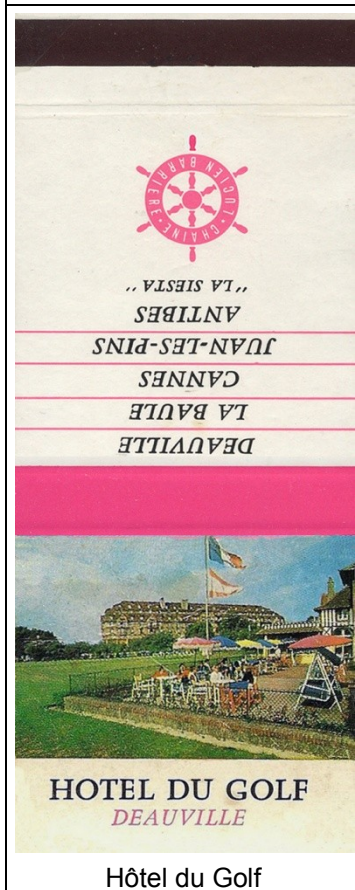 DEAUVILLE
LA BAULE
CANNES
JUAN-LES-PINS
ANTIBES
"LA SIESTA"
CHAINE LUCIEN BARRIERE
HOTEL DU GOLF
DEAUVILLE
Hôtel du Golf